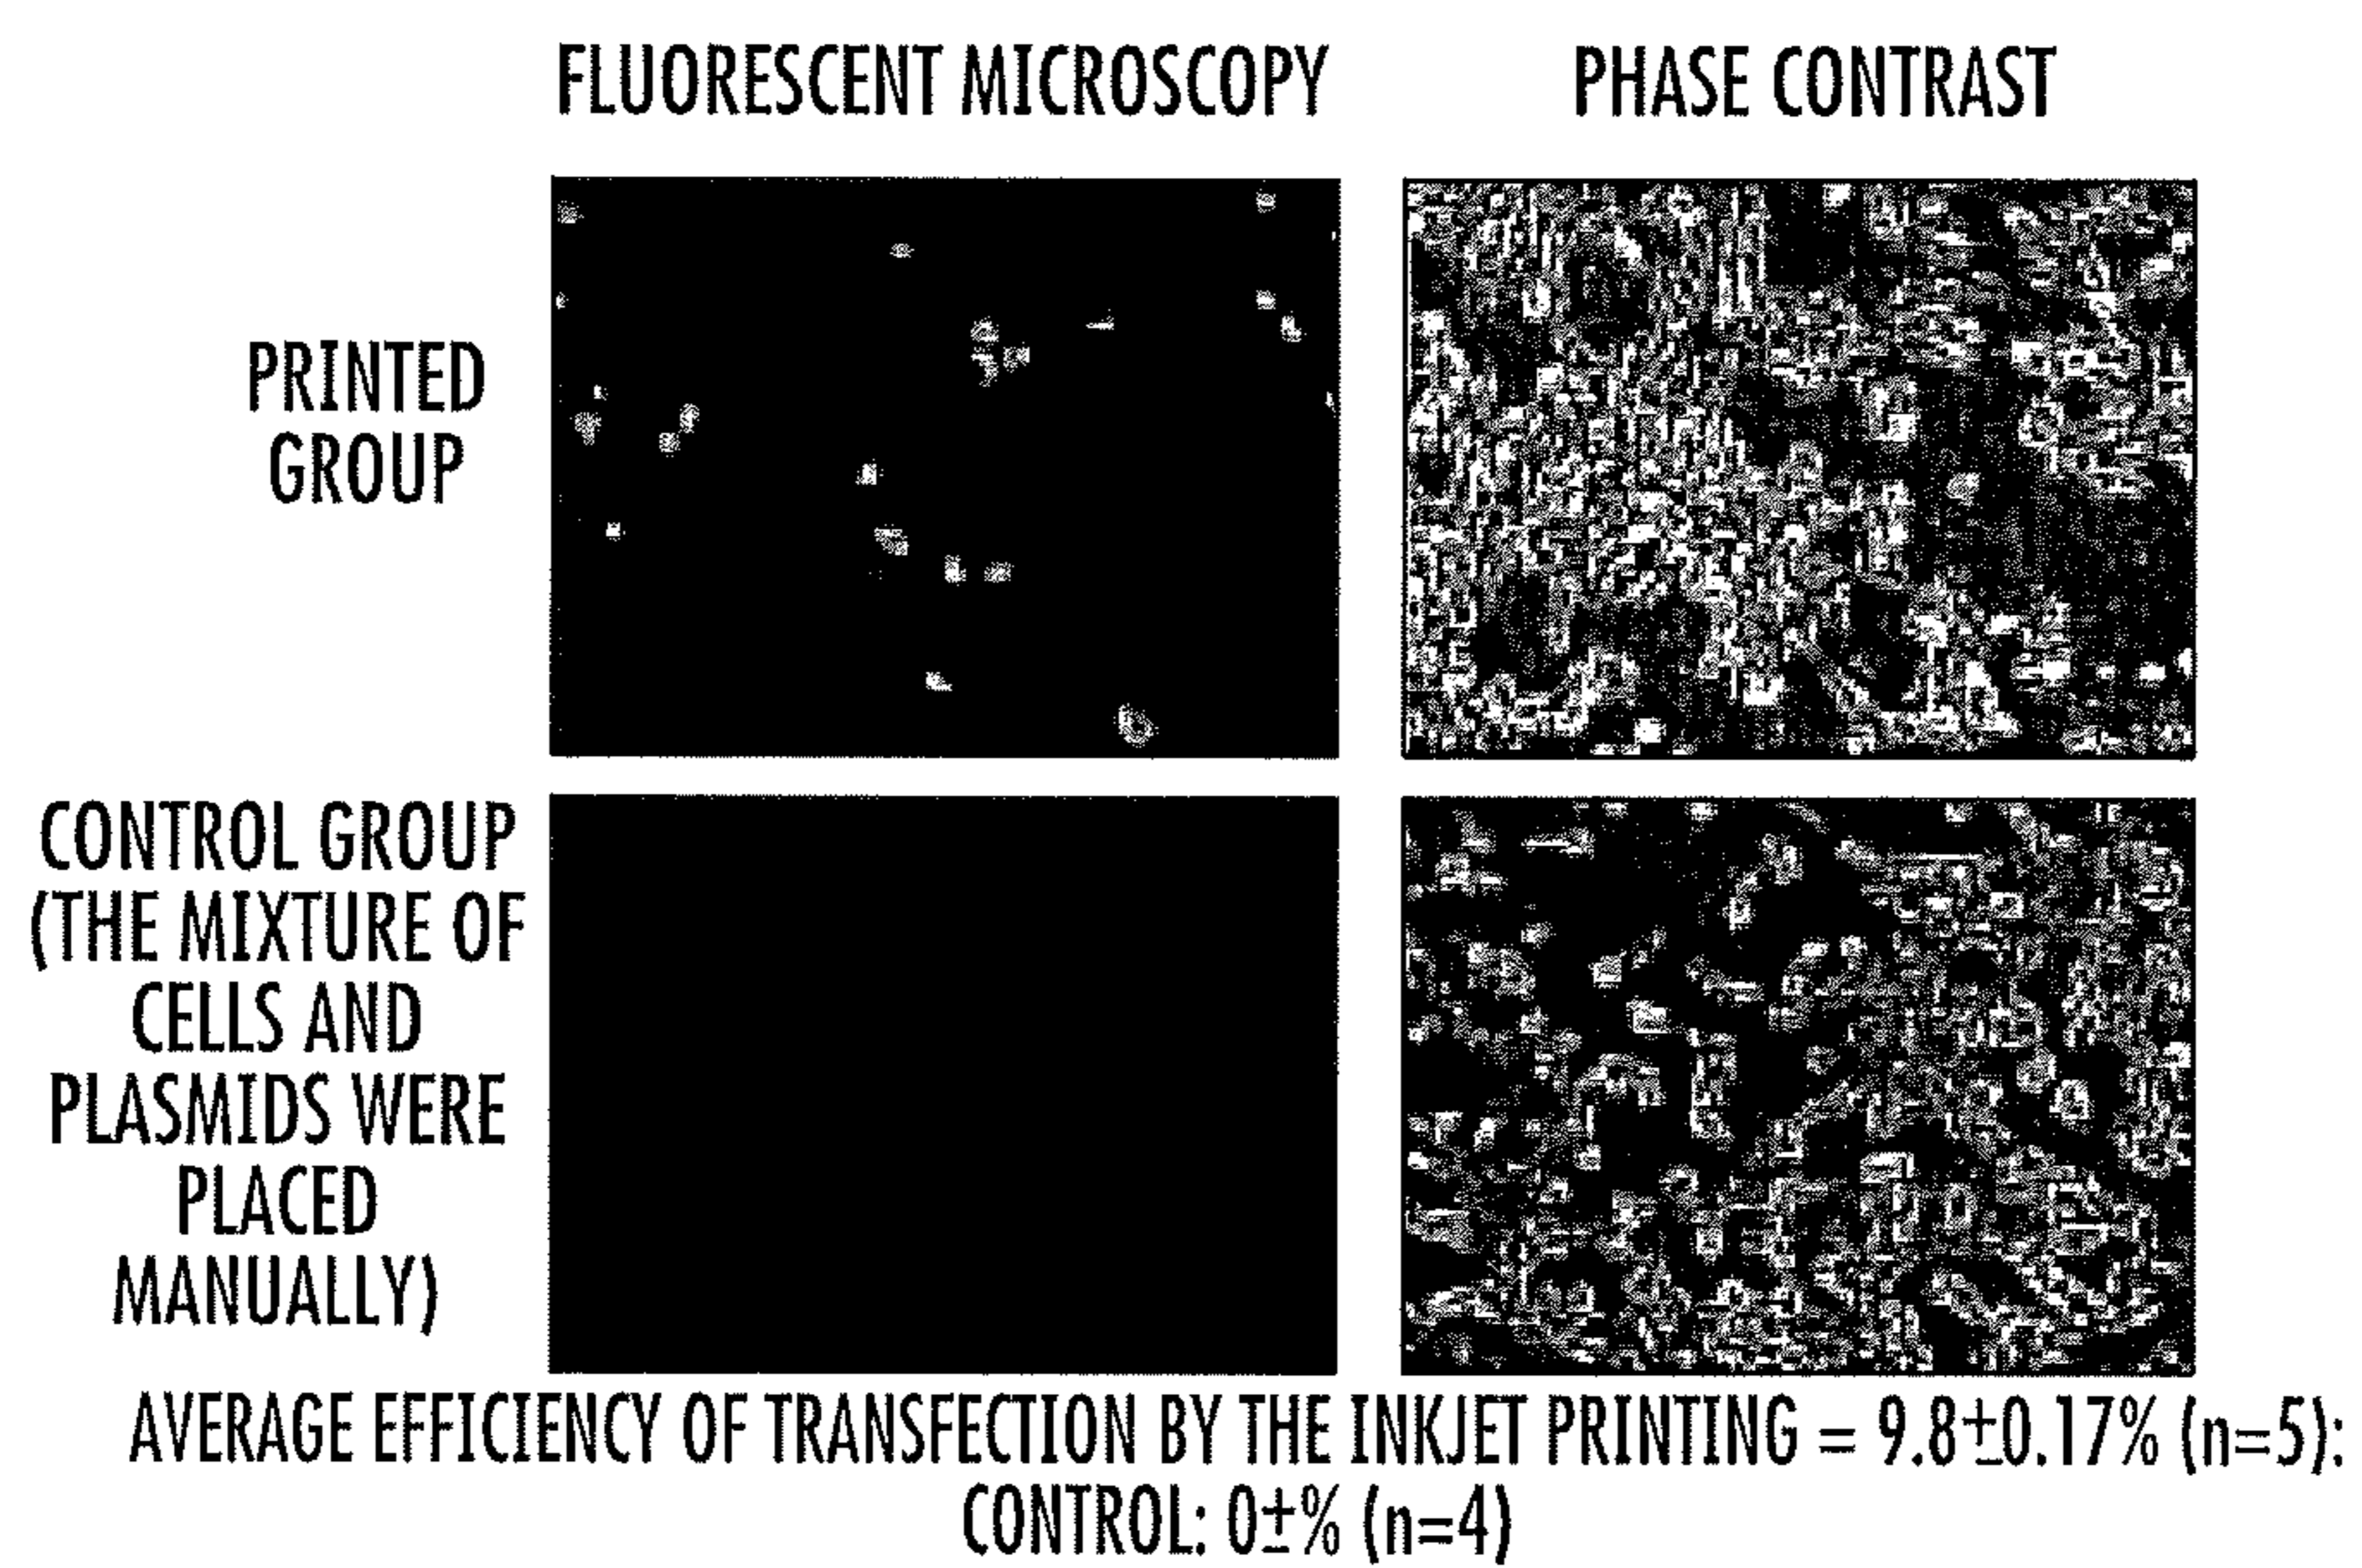 FLUORESCENT MICROSCOPY
PHASE CONTRAST
PRINTED
GROUP
CONTROL GROUP
(THE MIXTURE OF
CELLS AND
PLASMIDS WERE
PLACED
MANUALLY)
AVERAGE EFFICIENCY OF TRANSFECTION BY THE INKJET PRINTING = 9.8±0.17% (n=5):
CONTROL: 0±% (n=4)